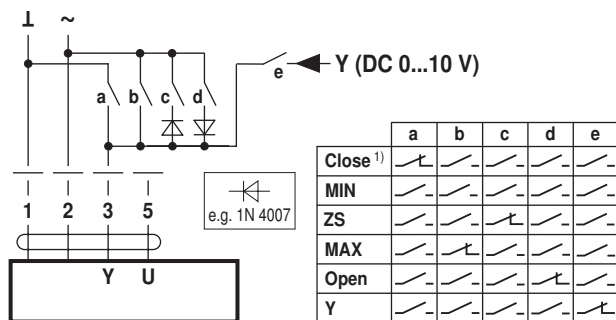 ⊥ ~
e Y (DC 0...10 V)
a b c d
a b c d e
Close 1)
MIN
ZS
MAX
Open
Y
1 2 3 5
e.g. 1N 4007
Y U